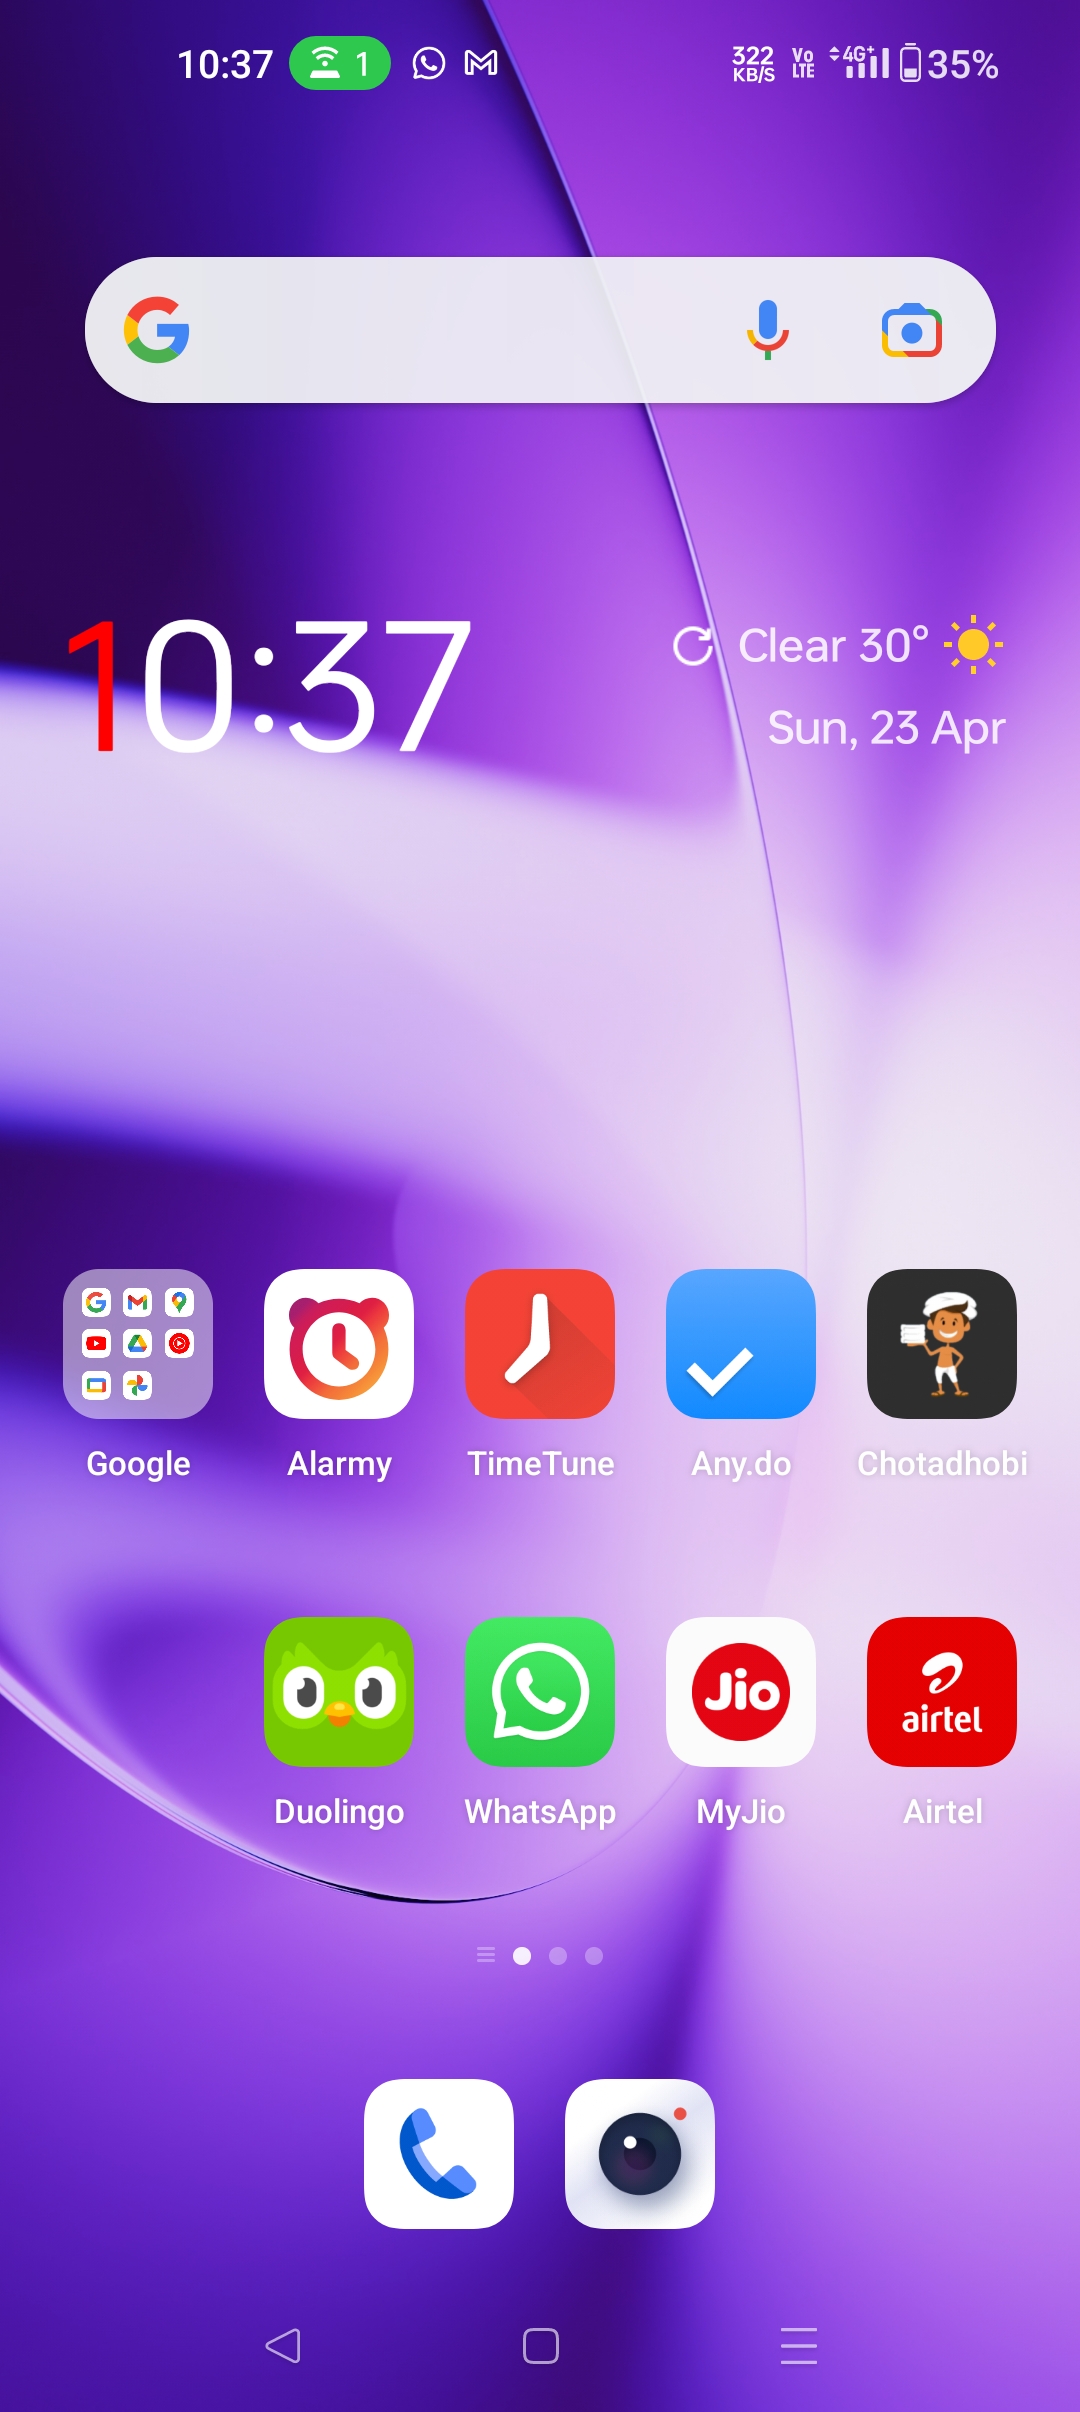 10:37 1 322 KB/S Vo LTE 4G+ 35%
10:37
Clear 30°
Sun, 23 Apr
Google Alarmy TimeTune Any.do Chotadhobi
Jio airtel
Duolingo WhatsApp MyJio Airtel